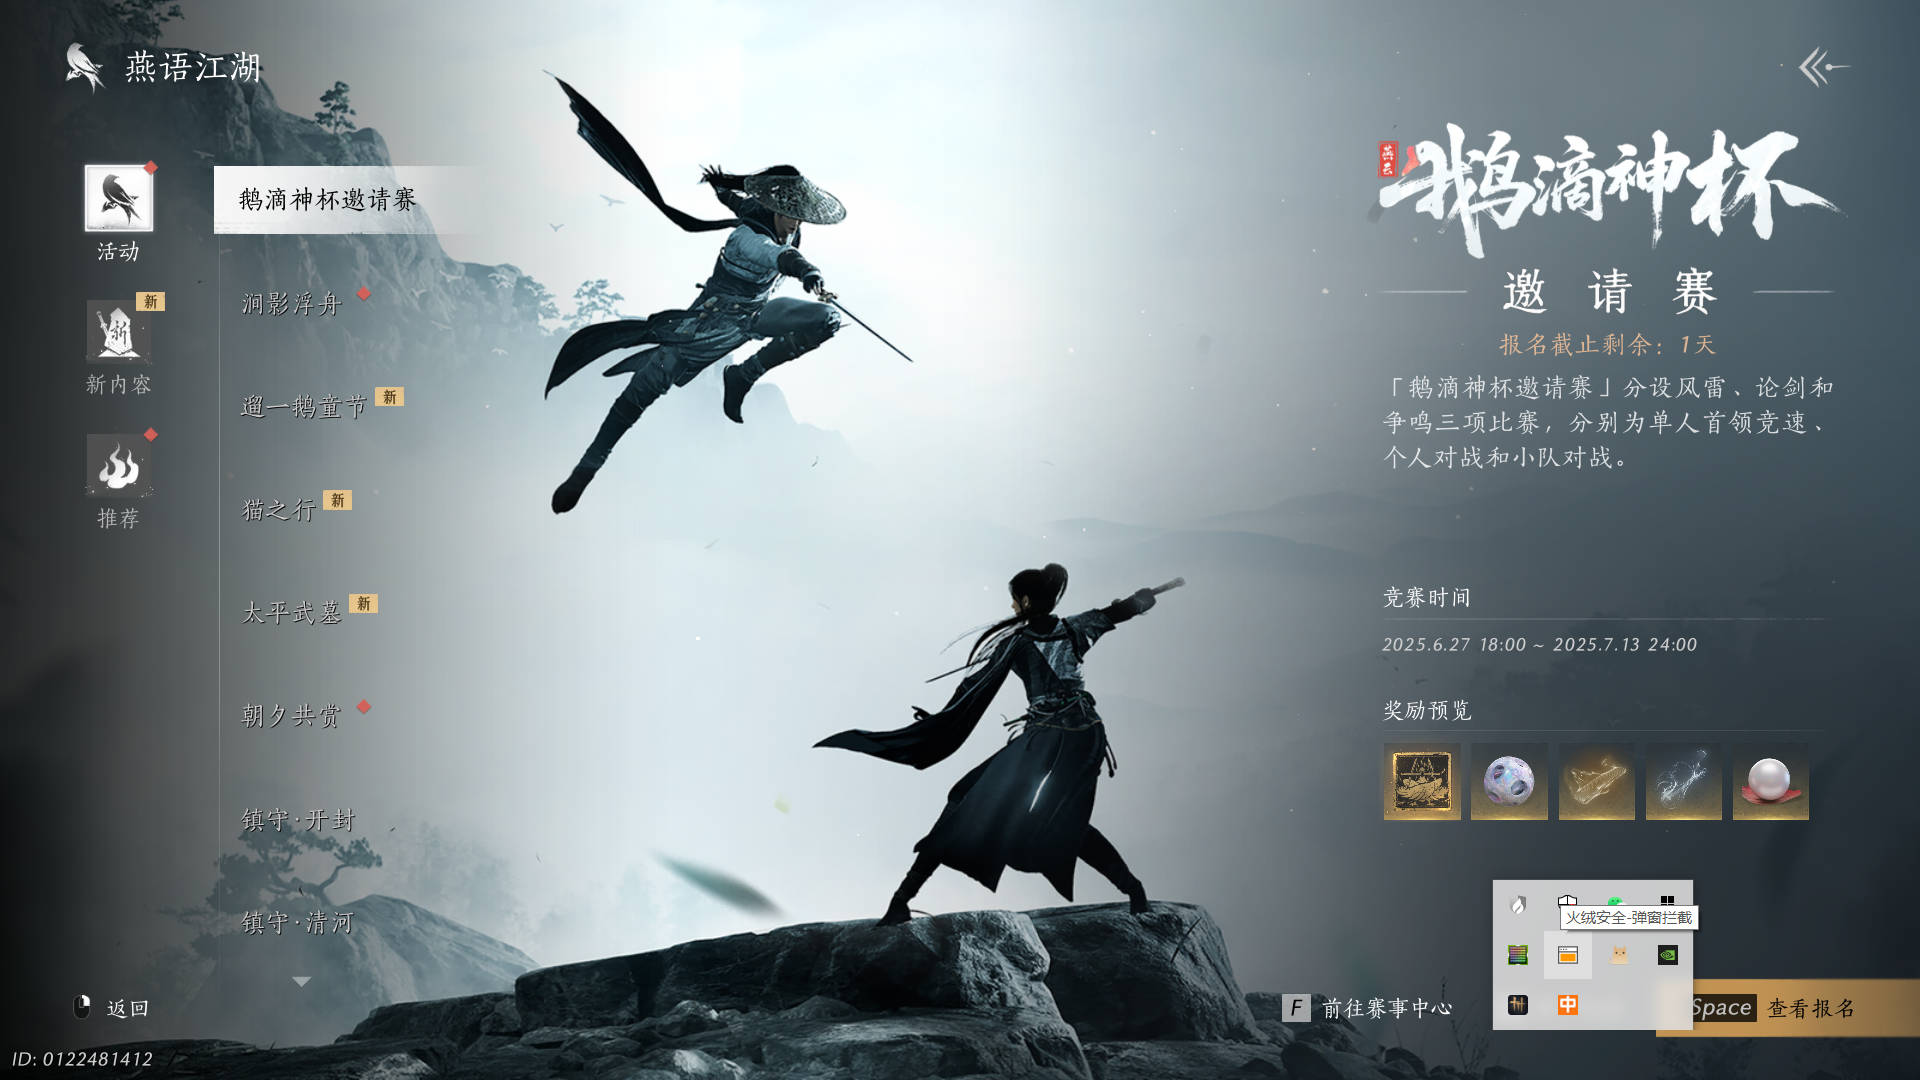 燕语江湖
活动
新
新
新内容
推荐
鹅滴神杯邀请赛
涧影浮舟
遛一鹅童节
新
猫之行
新
太平武墓
新
朝夕共赏
镇守·开封
镇守·清河
返回
ID: 0122481412
燕云
鹅滴神杯
邀请赛
报名截止剩余：1天
「鹅滴神杯邀请赛」分设风雷、论剑和
争鸣三项比赛，分别为单人首领竞速、
个人对战和小队对战。
竞赛时间
2025.6.27 18:00 ~ 2025.7.13 24:00
奖励预览
火绒安全-弹窗拦截
中
F 前往赛事中心
Space 查看报名